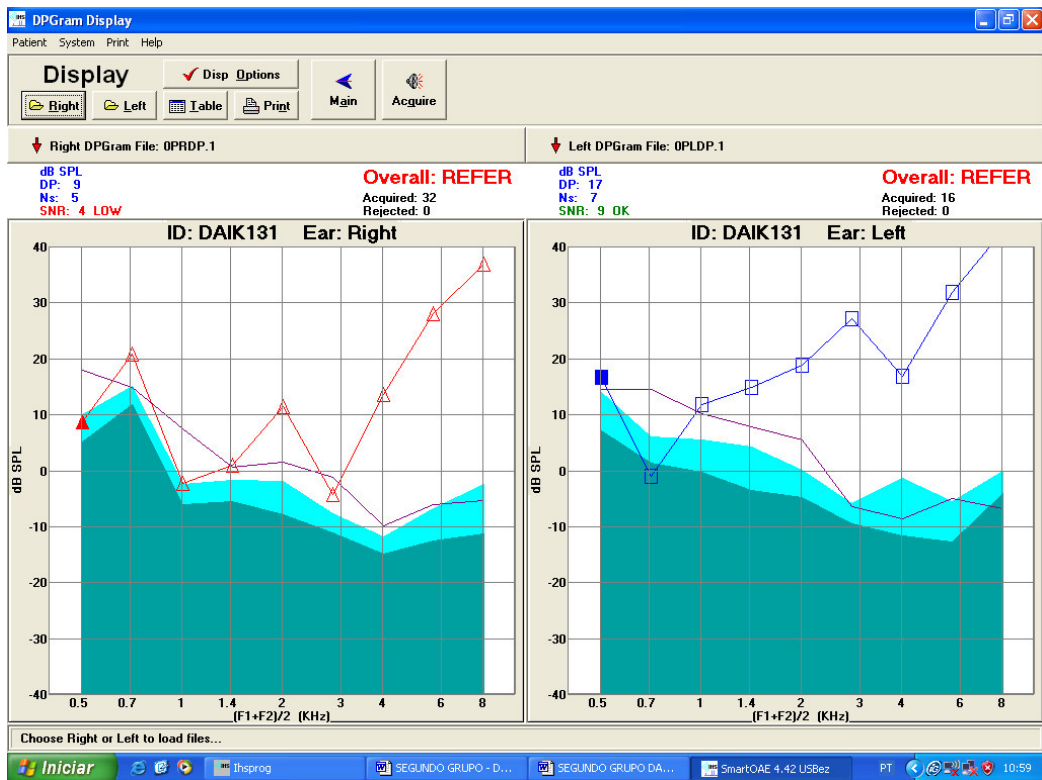 DPGram Display
Patient System Print Help
Display
Disp Options
Right
Left
Table
Print
Main
Acquire
Right DPGram File: 0PRDP.1
Left DPGram File: 0PLDP.1
dB SPL
DP: 9
Ns: 5
SNR: 4 LOW
Overall: REFER
Acquired: 32
Rejected: 0
dB SPL
DP: 17
Ns: 7
SNR: 9 OK
Overall: REFER
Acquired: 16
Rejected: 0
ID: DAIK131 Ear: Right
40
30
20
10
0
-10
-20
-30
-40
dB SPL
0.5 0.7 1 1.4 2 3 4 6 8
(F1+F2)/2 (KHz)
ID: DAIK131 Ear: Left
40
30
20
10
0
-10
-20
-30
-40
dB SPL
0.5 0.7 1 1.4 2 3 4 6 8
(F1+F2)/2 (KHz)
Choose Right or Left to load files...
Iniciar
Ihsprog
SEGUNDO GRUPO - D...
SEGUNDO GRUPO DA...
SmartOAE 4.42 USBez
PT
10:59